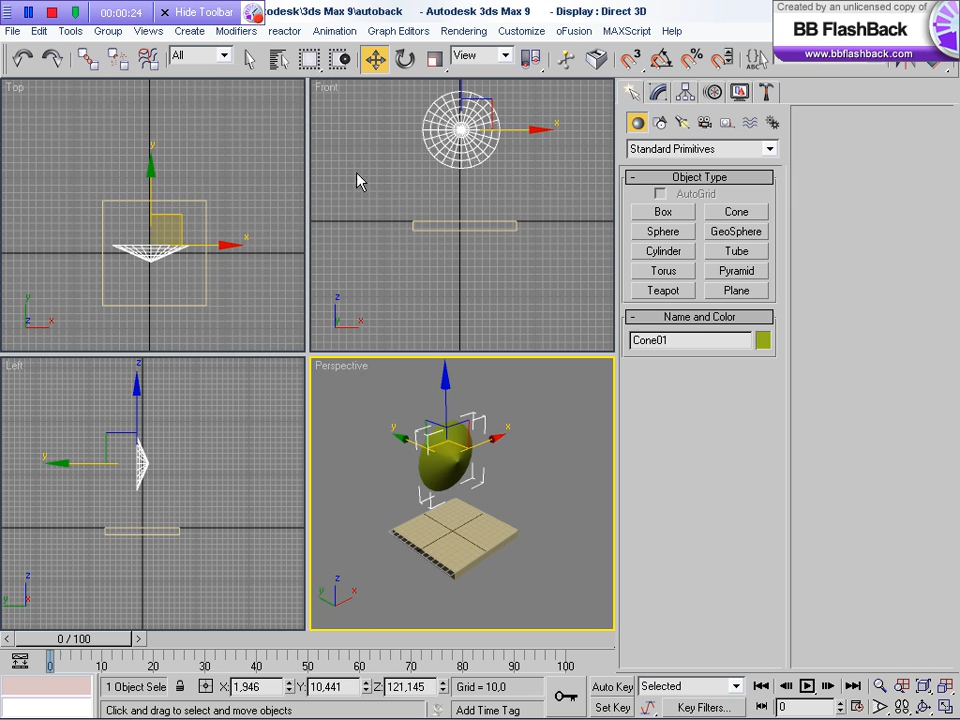 00:00:24 Hide Toolbar
odesk\3ds Max 9\autoback - Autodesk 3ds Max 9 - Display : Direct 3D
Created by an unlicensed copy of
BB FlashBack
www.bbflashback.com
File Edit Tools Group Views Create Modifiers reactor Animation Graph Editors Rendering Customize oFusion MAXScript Help
All
View
3
%
ABC
Top
Front
y
x
x
y
z x
z
y x
Standard Primitives
- Object Type
AutoGrid
Box Cone
Sphere GeoSphere
Cylinder Tube
Torus Pyramid
Teapot Plane
- Name and Color
Cone01
Left
Perspective
z
y
z
y x
y x
z
y x
< 0 / 100 >
0 10 20 30 40 50 60 70 80 90 100
1 Object Sele X: 1,946 Y: 10,441 Z: 121,145 Grid = 10,0 Auto Key Selected
Click and drag to select and move objects Add Time Tag Set Key Key Filters... 0